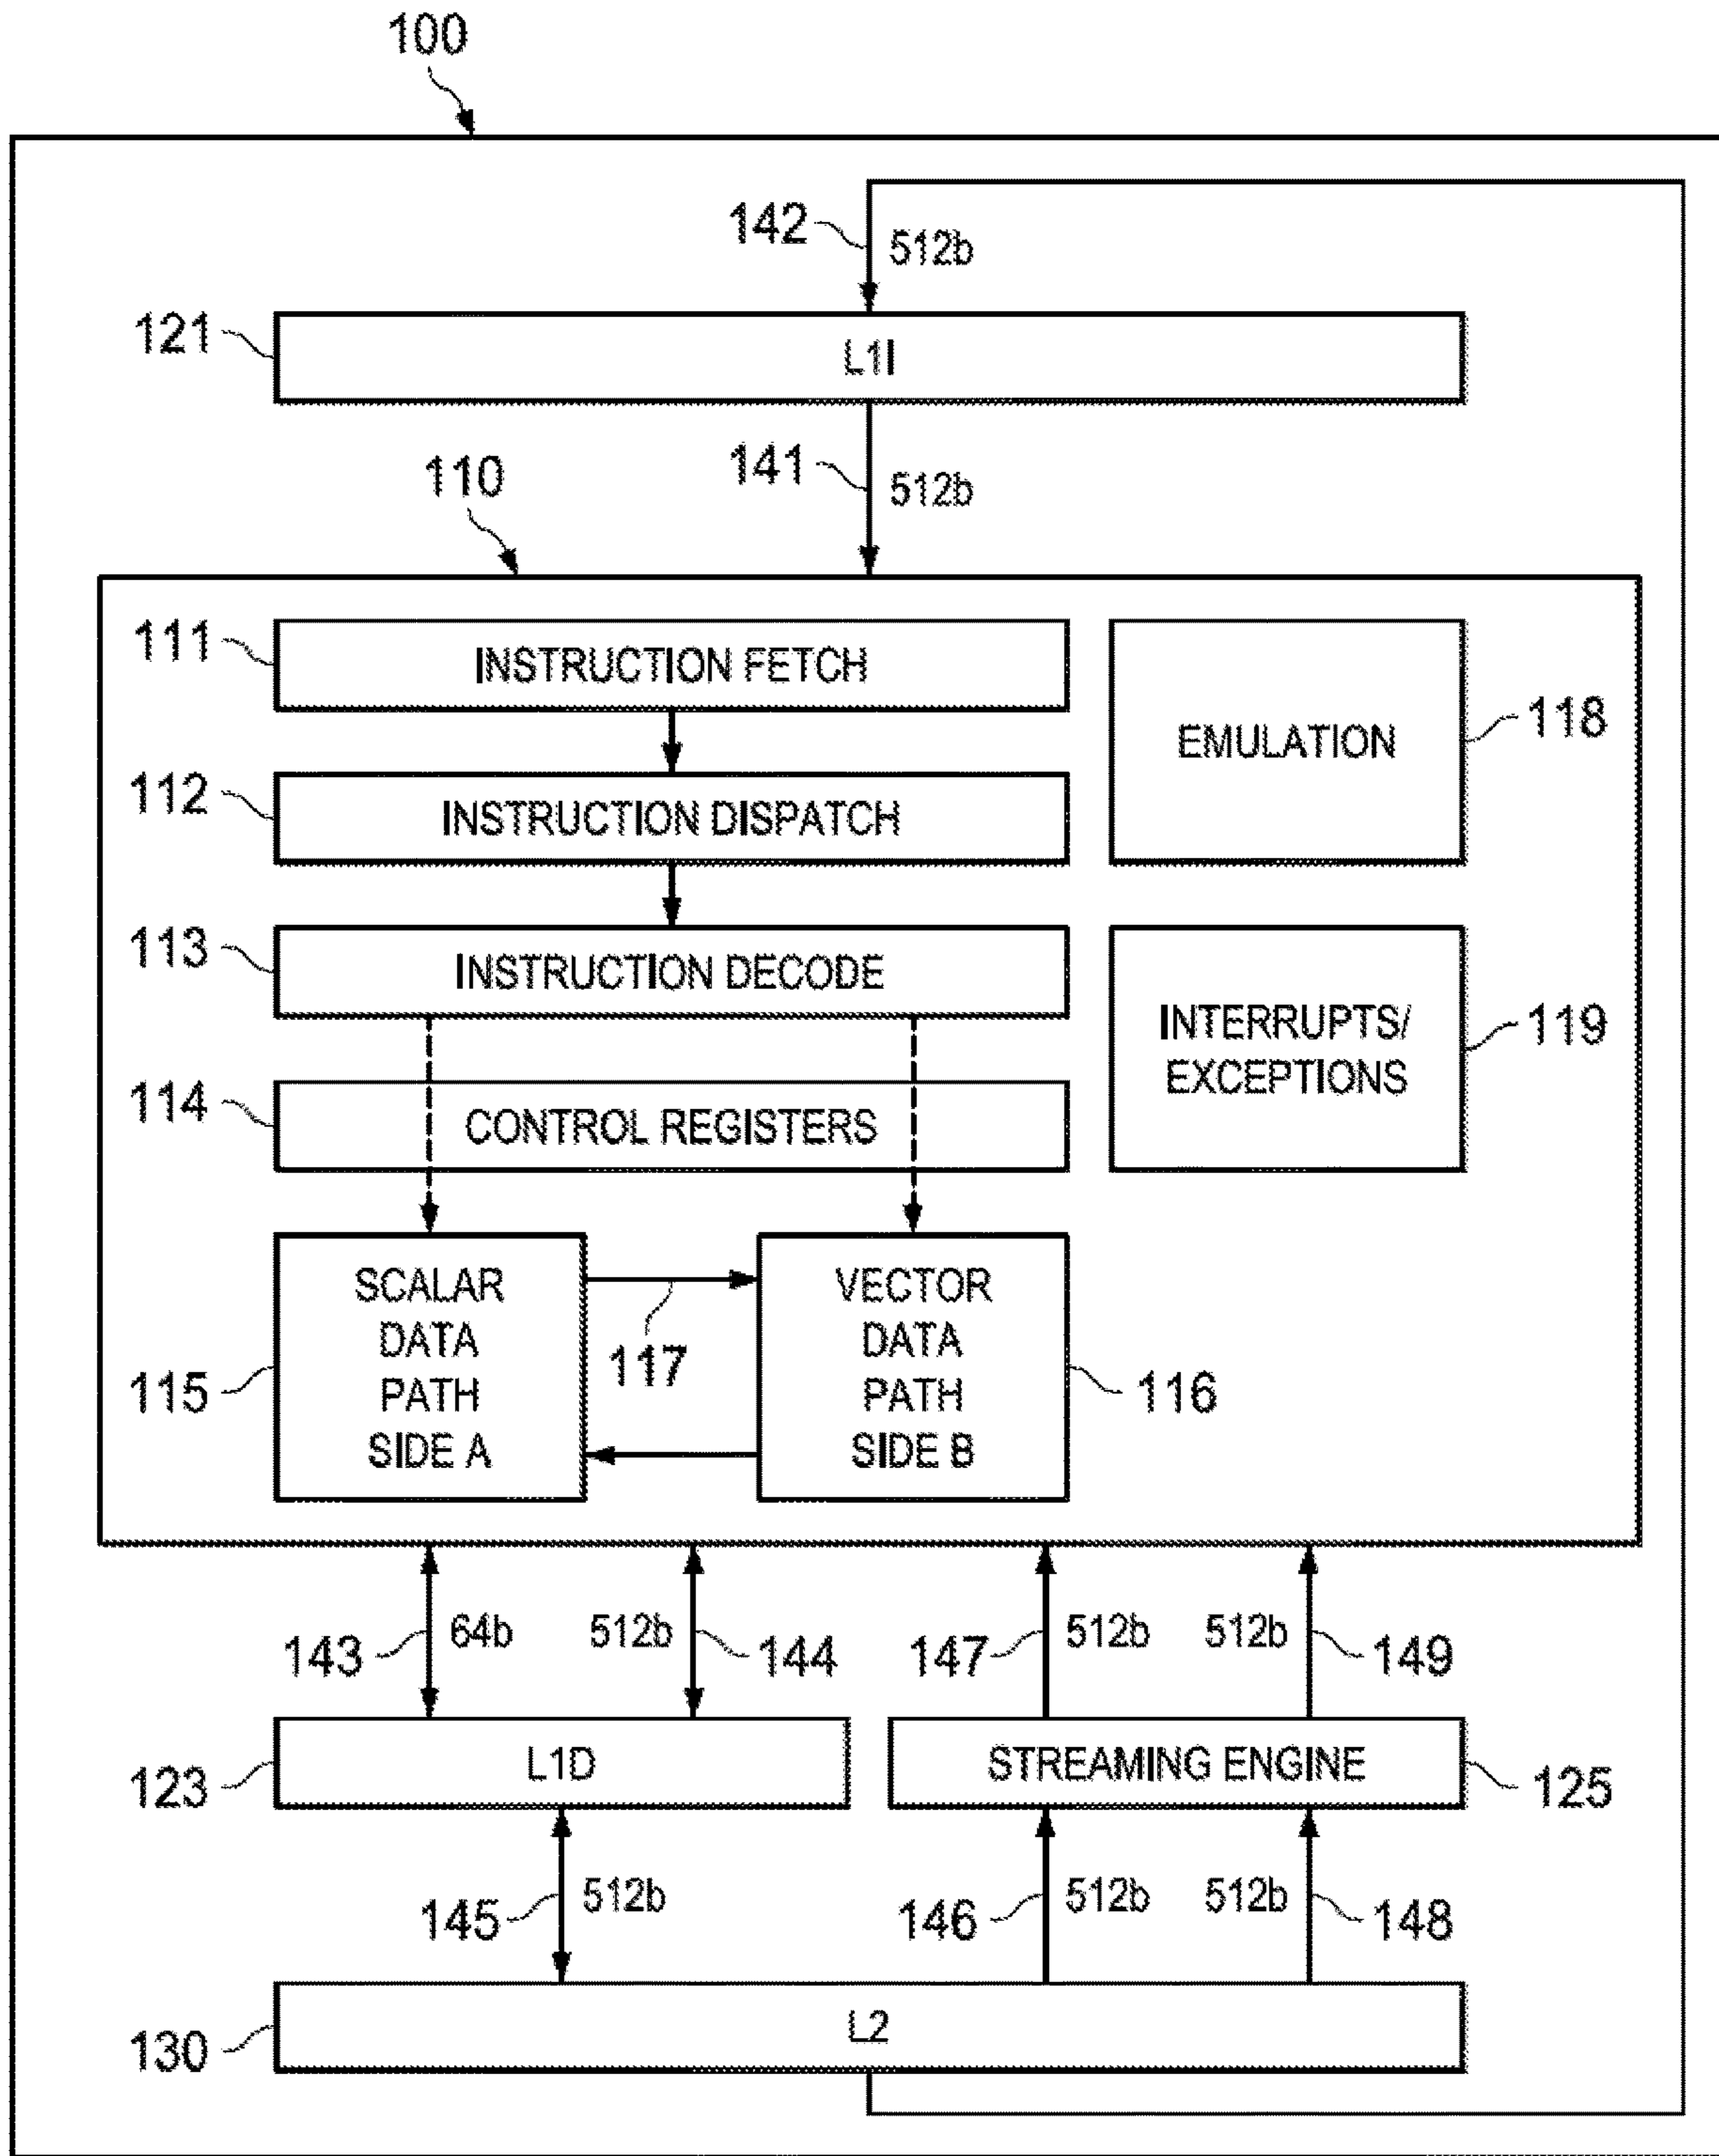 100
142
512b
121
L1I
141
512b
110
111
INSTRUCTION FETCH
EMULATION
118
112
INSTRUCTION DISPATCH
113
INSTRUCTION DECODE
INTERRUPTS/
EXCEPTIONS
119
114
CONTROL REGISTERS
SCALAR
DATA
PATH
SIDE A
115
117
VECTOR
DATA
PATH
SIDE B
116
143
64b
512b
144
147
512b
512b
149
123
L1D
STREAMING ENGINE
125
145
512b
146
512b
512b
148
130
L2